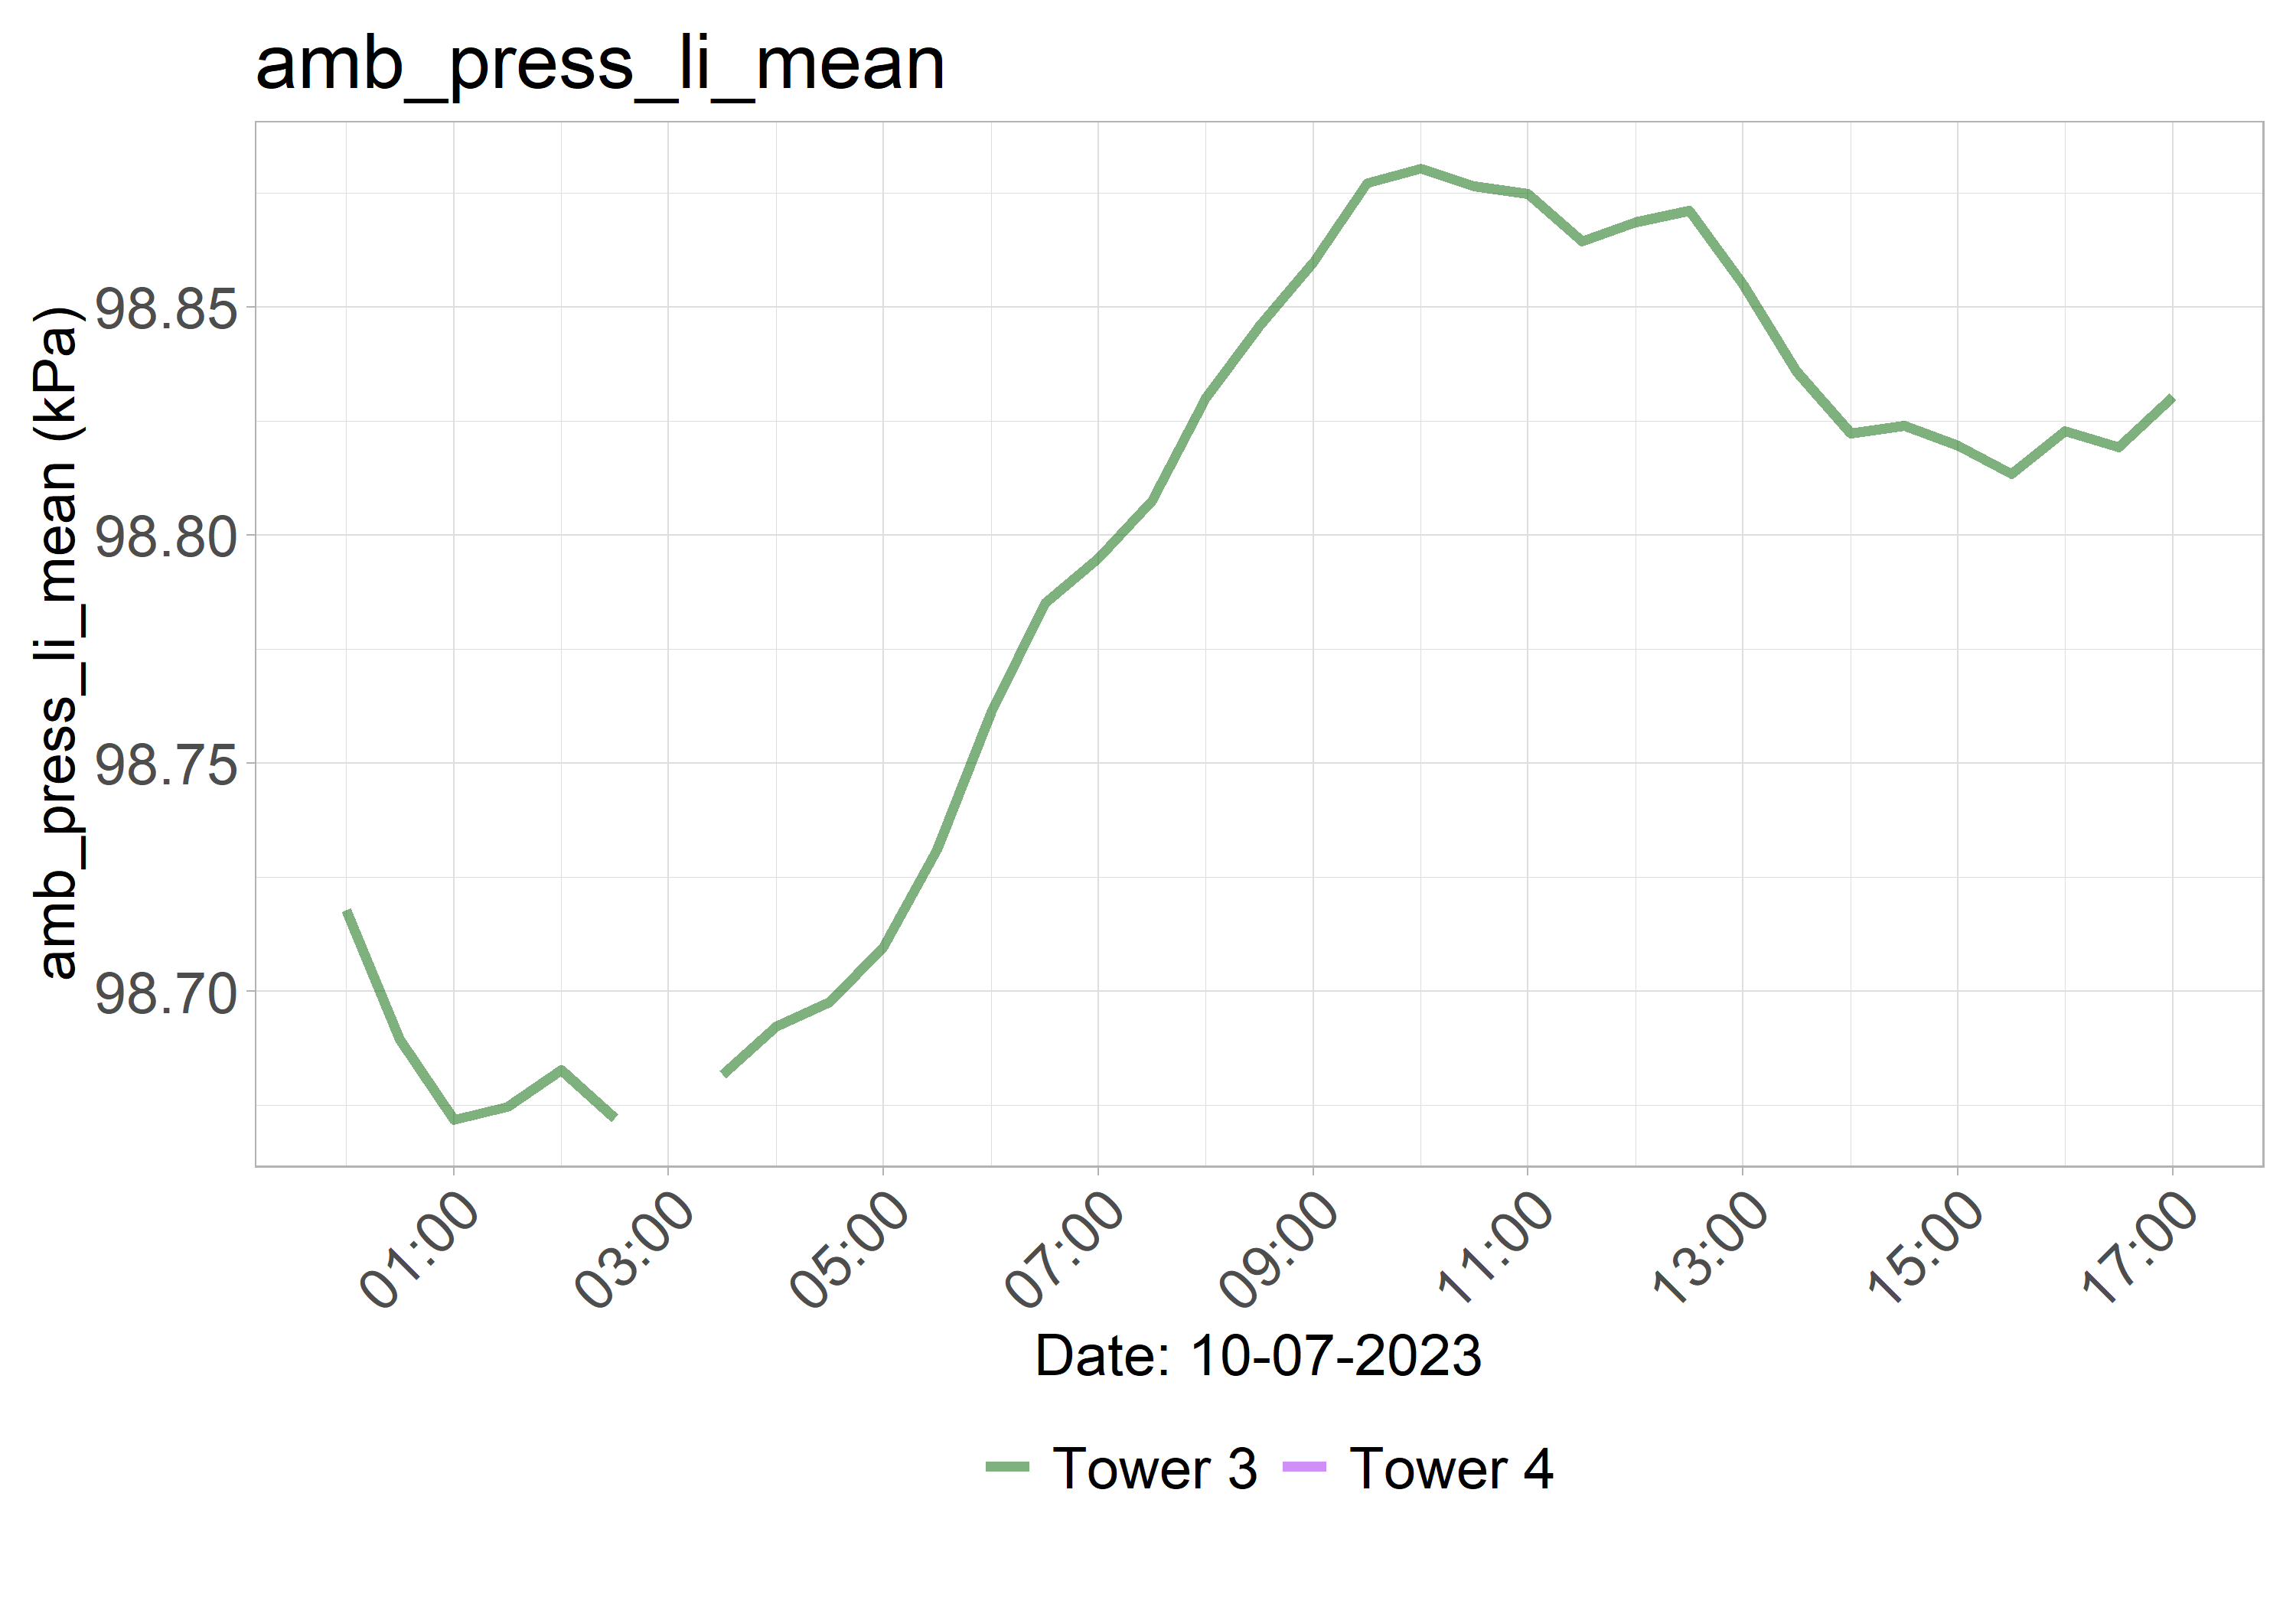 amb_press_li_mean
amb_press_li_mean (kPa)
98.85
98.80
98.75
98.70
01:00 03:00 05:00 07:00 09:00 11:00 13:00 15:00 17:00
Date: 10-07-2023
Tower 3 Tower 4